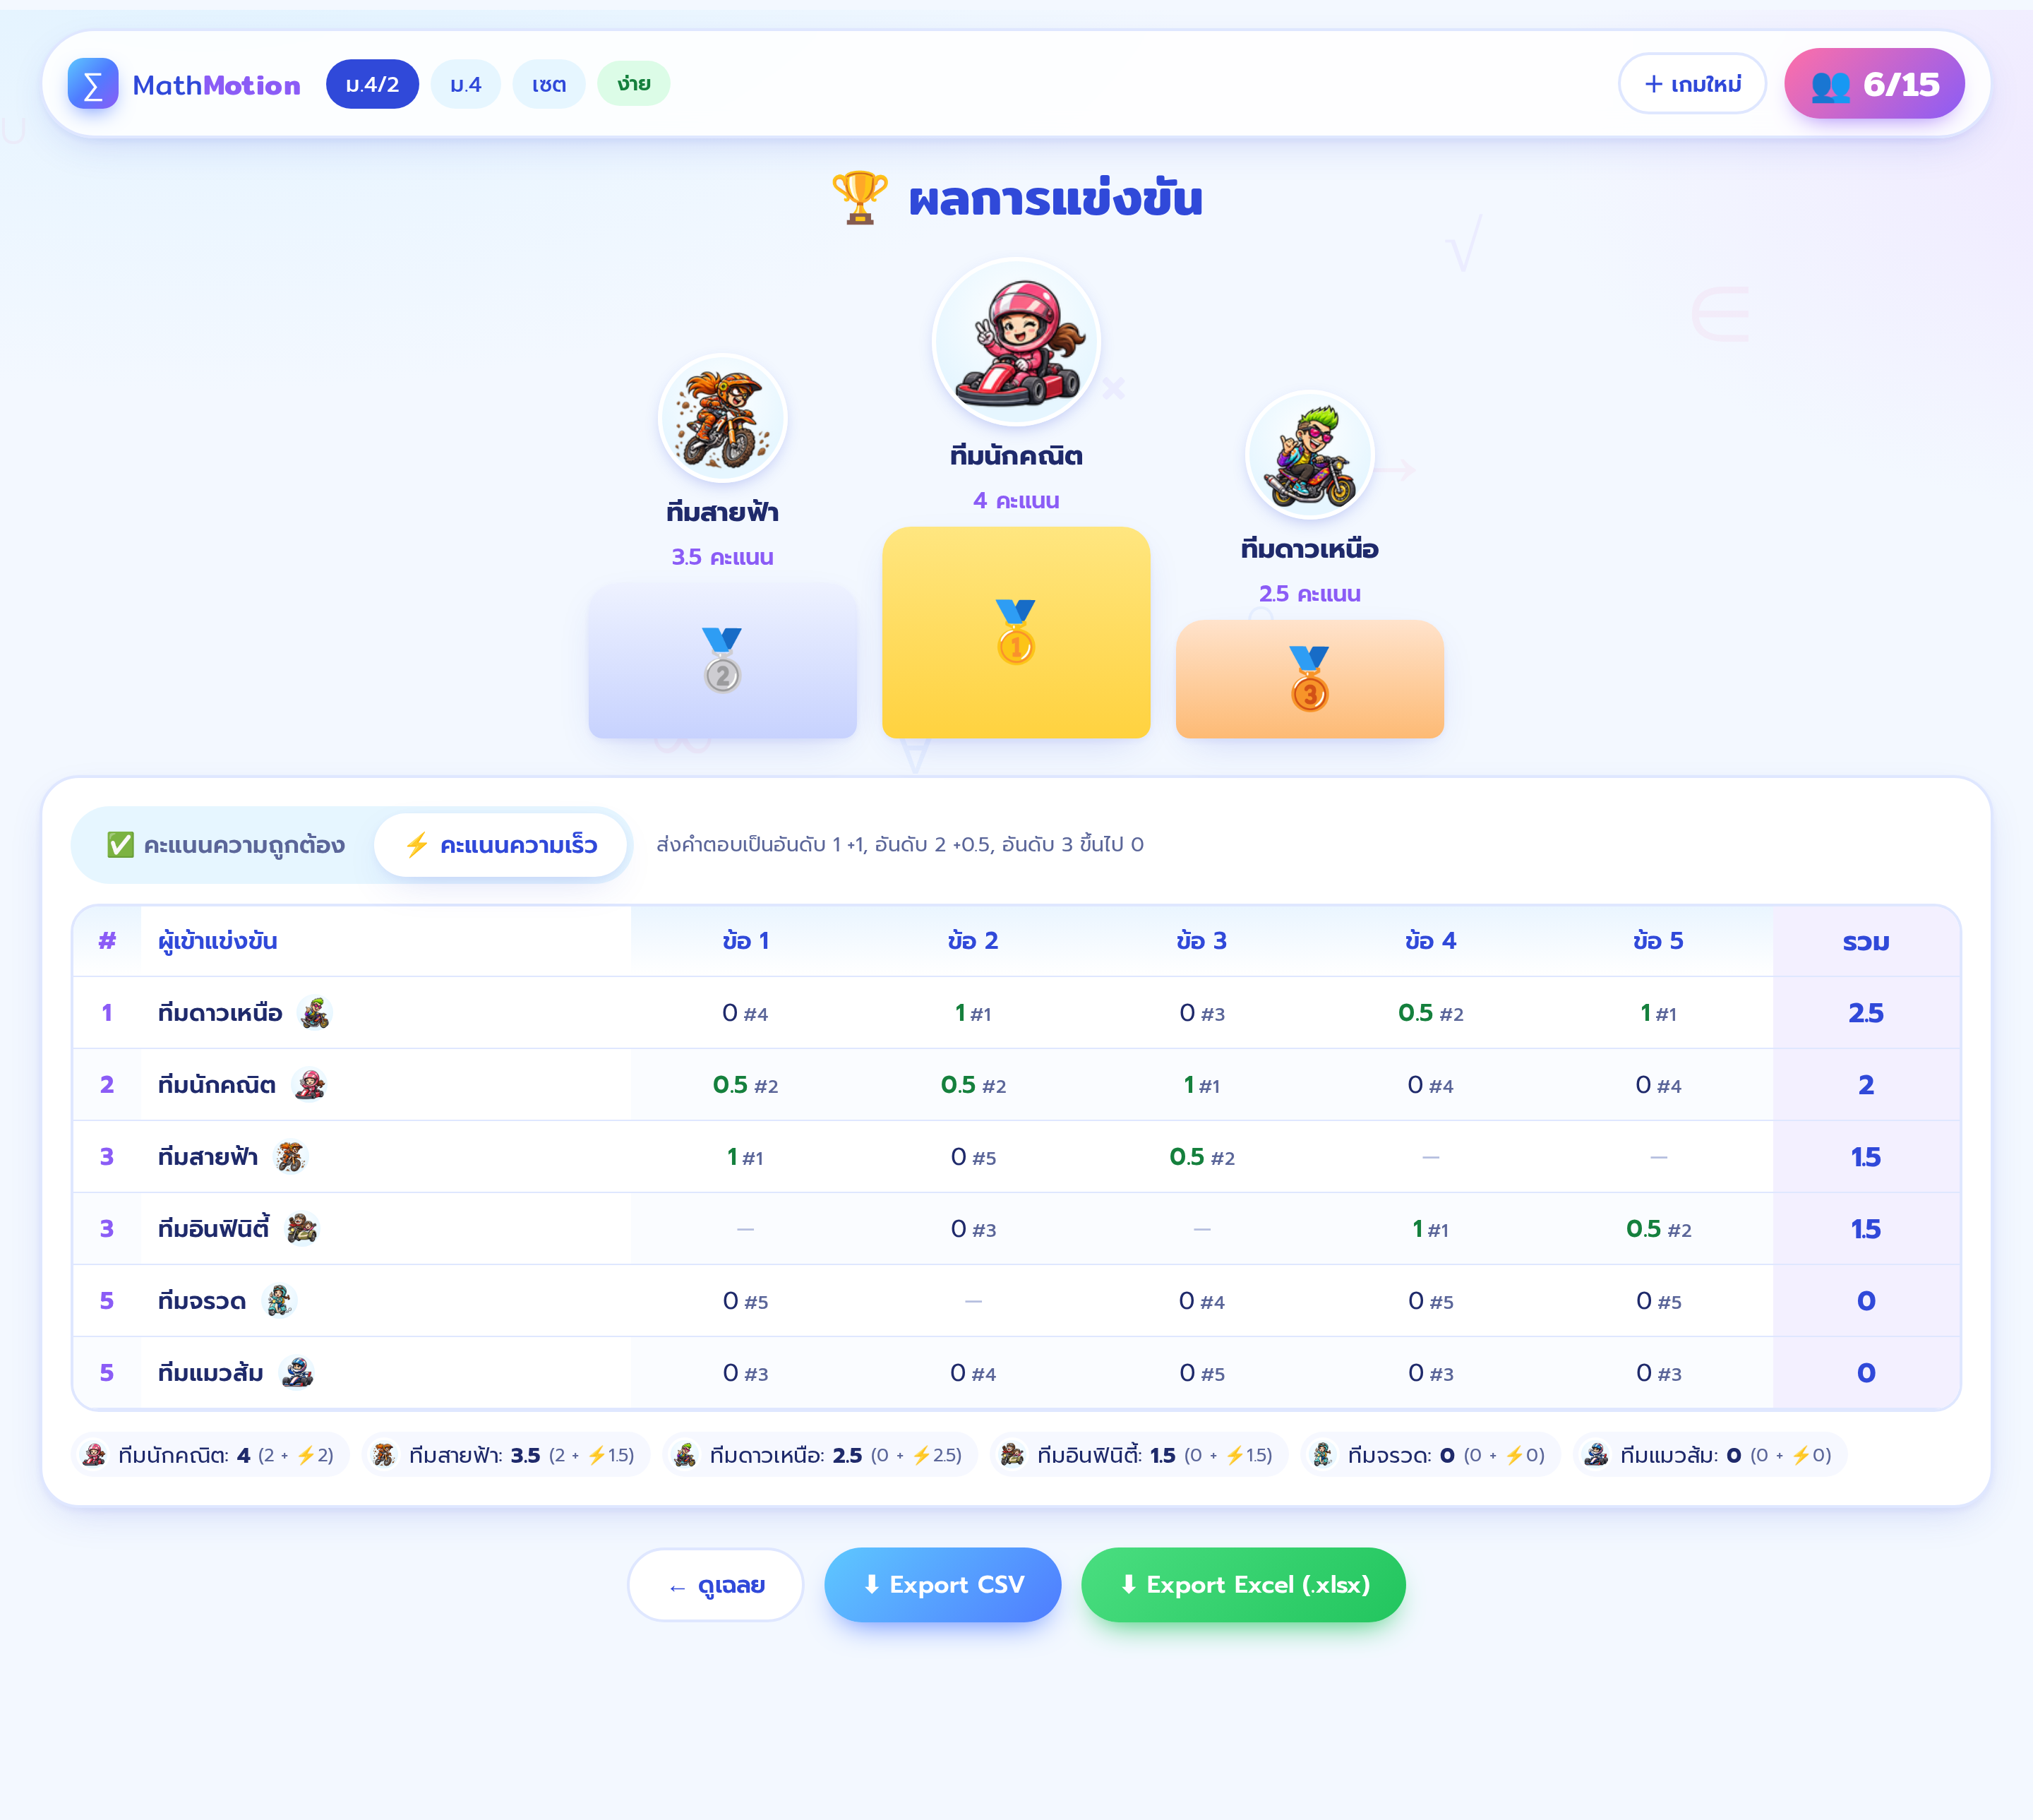 ∑ MathMotion ม.4/2 ม.4 เซต ง่าย + เกมใหม่ 👥 6/15
🏆 ผลการแข่งขัน
ทีมนักคณิต
4 คะแนน
ทีมสายฟ้า
3.5 คะแนน
ทีมดาวเหนือ
2.5 คะแนน
2 1 3
✅ คะแนนความถูกต้อง ⚡ คะแนนความเร็ว ส่งคำตอบเป็นอันดับ 1 +1, อันดับ 2 +0.5, อันดับ 3 ขึ้นไป 0
# ผู้เข้าแข่งขัน ข้อ 1 ข้อ 2 ข้อ 3 ข้อ 4 ข้อ 5 รวม
1 ทีมดาวเหนือ 0 #4 1 #1 0 #3 0.5 #2 1 #1 2.5
2 ทีมนักคณิต 0.5 #2 0.5 #2 1 #1 0 #4 0 #4 2
3 ทีมสายฟ้า 1 #1 0 #5 0.5 #2 — — 1.5
3 ทีมอินฟินิตี้ — 0 #3 — 1 #1 0.5 #2 1.5
5 ทีมจรวด 0 #5 — 0 #4 0 #5 0 #5 0
5 ทีมแมวส้ม 0 #3 0 #4 0 #5 0 #3 0 #3 0
ทีมนักคณิต: 4 (2 + ⚡2) ทีมสายฟ้า: 3.5 (2 + ⚡1.5) ทีมดาวเหนือ: 2.5 (0 + ⚡2.5) ทีมอินฟินิตี้: 1.5 (0 + ⚡1.5) ทีมจรวด: 0 (0 + ⚡0) ทีมแมวส้ม: 0 (0 + ⚡0)
← ดูเฉลย ⬇ Export CSV ⬇ Export Excel (.xlsx)